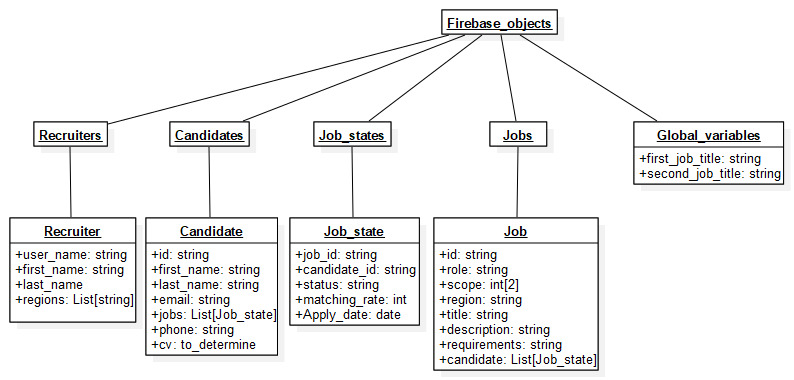 Firebase_objects
Recruiters
Candidates
Job_states
Jobs
Global_variables
+first_job_title: string
+second_job_title: string
Recruiter
+user_name: string
+first_name: string
+last_name
+regions: List[string]
Candidate
+id: string
+first_name: string
+last_name: string
+email: string
+jobs: List[Job_state]
+phone: string
+cv: to_determine
Job_state
+job_id: string
+candidate_id: string
+status: string
+matching_rate: int
+Apply_date: date
Job
+id: string
+role: string
+scope: int[2]
+region: string
+title: string
+description: string
+requirements: string
+candidate: List[Job_state]